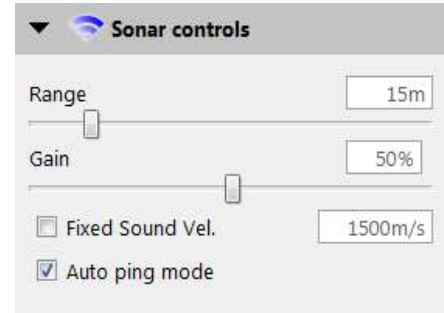 Sonar controls
Range 15m
Gain 50%
Fixed Sound Vel. 1500m/s
Auto ping mode